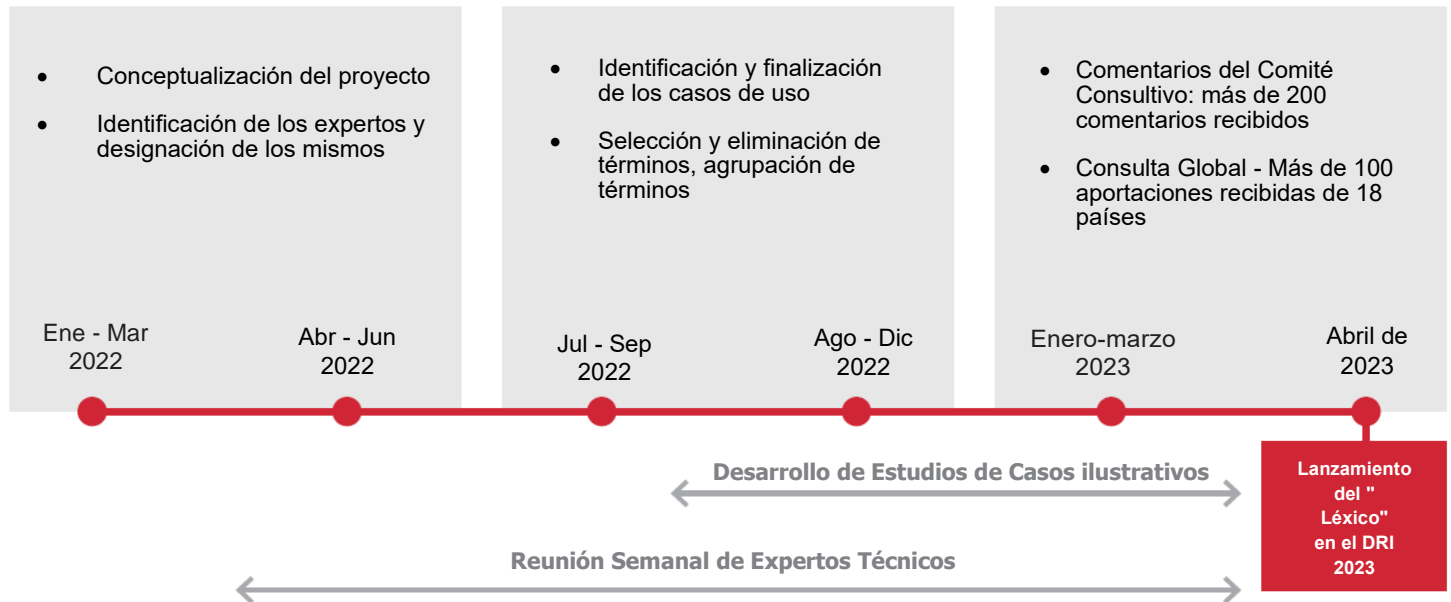 • Conceptualización del proyecto
• Identificación de los expertos y
designación de los mismos
Ene - Mar
2022
Abr - Jun
2022
• Identificación y finalización
de los casos de uso
• Selección y eliminación de
términos, agrupación de
términos
Jul - Sep
2022
Ago - Dic
2022
• Comentarios del Comité
Consultivo: más de 200
comentarios recibidos
• Consulta Global - Más de 100
aportaciones recibidas de 18
países
Enero-marzo
2023
Abril de
2023
Desarrollo de Estudios de Casos ilustrativos
Reunión Semanal de Expertos Técnicos
Lanzamiento
del "
Léxico"
en el DRI
2023